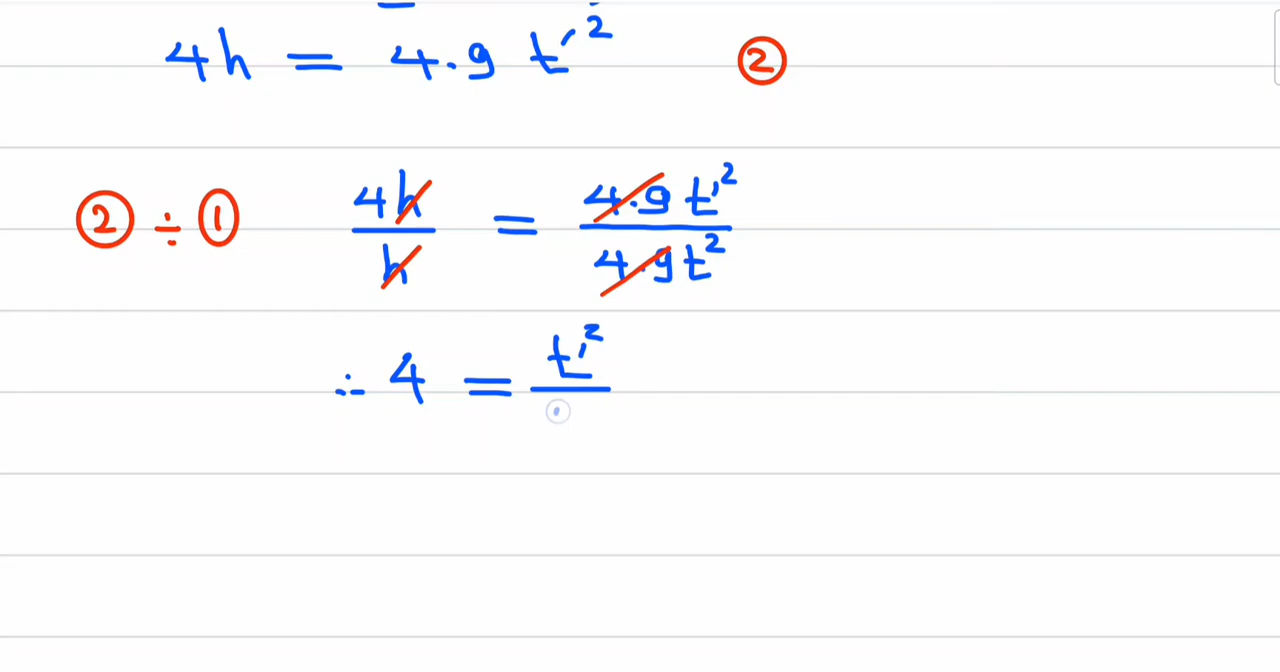 4h = 4.9 t'² ②
② ÷ ① 4h/h = 4.9 t'²/4.9 t²
∴ 4 = t'²/